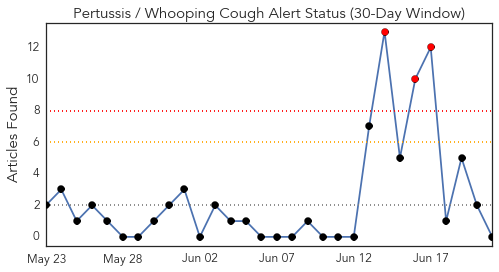 Pertussis / Whooping Cough Alert Status (30-Day Window)
Articles Found
12
10
8
6
4
2
0
May 23 May 28 Jun 02 Jun 07 Jun 12 Jun 17